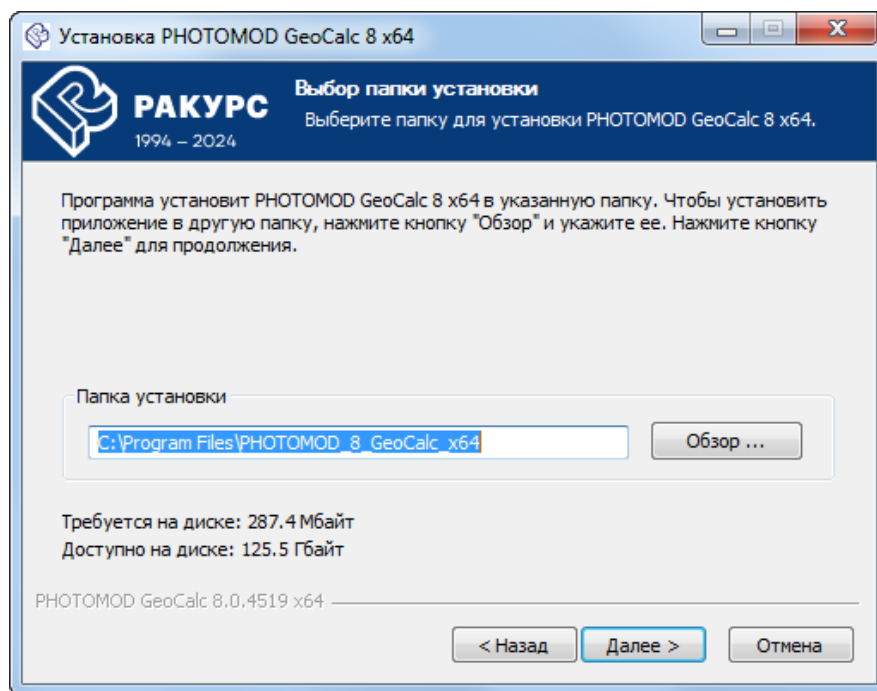 Установка PHOTOMOD GeoCalc 8 x64
РАКУРС
1994 – 2024
Выбор папки установки
Выберите папку для установки PHOTOMOD GeoCalc 8 x64.
Программа установит PHOTOMOD GeoCalc 8 x64 в указанную папку. Чтобы установить
приложение в другую папку, нажмите кнопку "Обзор" и укажите ее. Нажмите кнопку
"Далее" для продолжения.
Папка установки
C:\Program Files\PHOTOMOD_8_GeoCalc_x64
Обзор ...
Требуется на диске: 287.4 Мбайт
Доступно на диске: 125.5 Гбайт
PHOTOMOD GeoCalc 8.0.4519 x64
< Назад
Далее >
Отмена